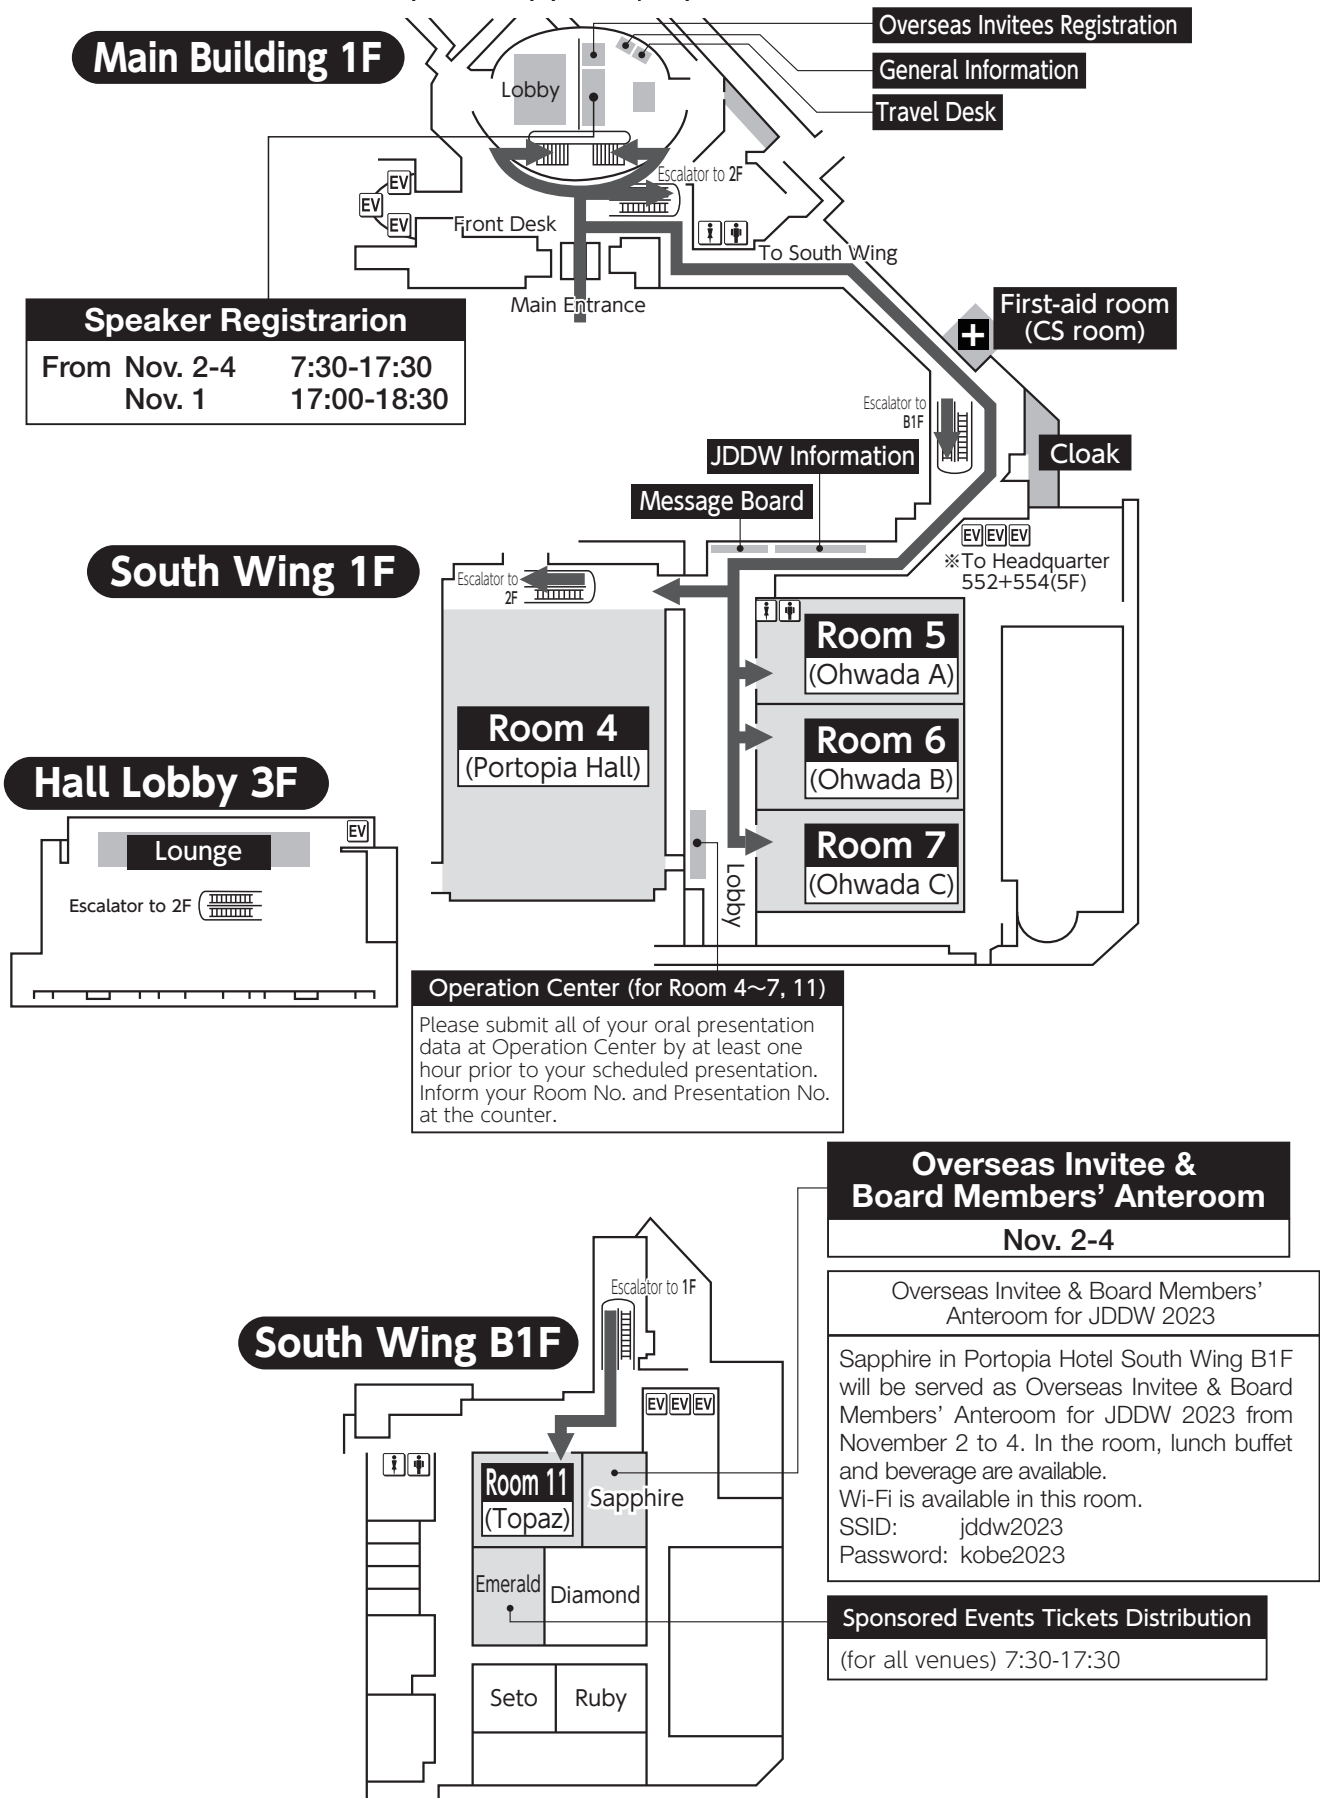 Main Building 1F
Overseas Invitees Registration
General Information
Travel Desk
Lobby
Escalator to 2F
EV
EV
EV
Front Desk
To South Wing
Main Entrance
Speaker Registrarion
From Nov. 2-4 7:30-17:30
Nov. 1 17:00-18:30
First-aid room
(CS room)
Escalator to
B1F
Cloak
JDDW Information
Message Board
EV EV EV
※To Headquarter
552+554(5F)
South Wing 1F
Escalator to
2F
Room 5
(Ohwada A)
Room 4
(Portopia Hall)
Room 6
(Ohwada B)
Room 7
(Ohwada C)
Lobby
Hall Lobby 3F
EV
Lounge
Escalator to 2F
Operation Center (for Room 4〜7, 11)
Please submit all of your oral presentation
data at Operation Center by at least one
hour prior to your scheduled presentation.
Inform your Room No. and Presentation No.
at the counter.
Overseas Invitee &
Board Members’ Anteroom
Nov. 2-4
Overseas Invitee & Board Members’
Anteroom for JDDW 2023
Sapphire in Portopia Hotel South Wing B1F
will be served as Overseas Invitee & Board
Members’ Anteroom for JDDW 2023 from
November 2 to 4. In the room, lunch buffet
and beverage are available.
Wi-Fi is available in this room.
SSID: jddw2023
Password: kobe2023
South Wing B1F
Escalator to 1F
EV EV EV
Room 11
(Topaz)
Sapphire
Emerald
Diamond
Sponsored Events Tickets Distribution
(for all venues) 7:30-17:30
Seto
Ruby